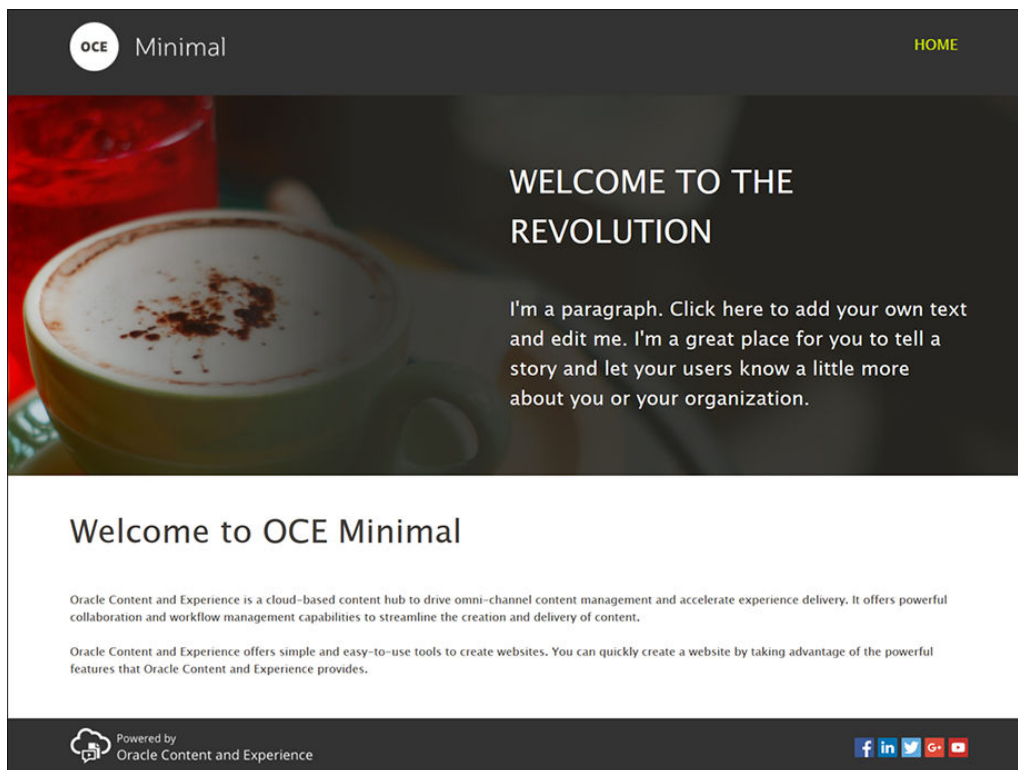 OCE Minimal
HOME
WELCOME TO THE
REVOLUTION
I'm a paragraph. Click here to add your own text
and edit me. I'm a great place for you to tell a
story and let your users know a little more
about you or your organization.
Welcome to OCE Minimal
Oracle Content and Experience is a cloud-based content hub to drive omni-channel content management and accelerate experience delivery. It offers powerful
collaboration and workflow management capabilities to streamline the creation and delivery of content.
Oracle Content and Experience offers simple and easy-to-use tools to create websites. You can quickly create a website by taking advantage of the powerful
features that Oracle Content and Experience provides.
Powered by
Oracle Content and Experience
f in G+